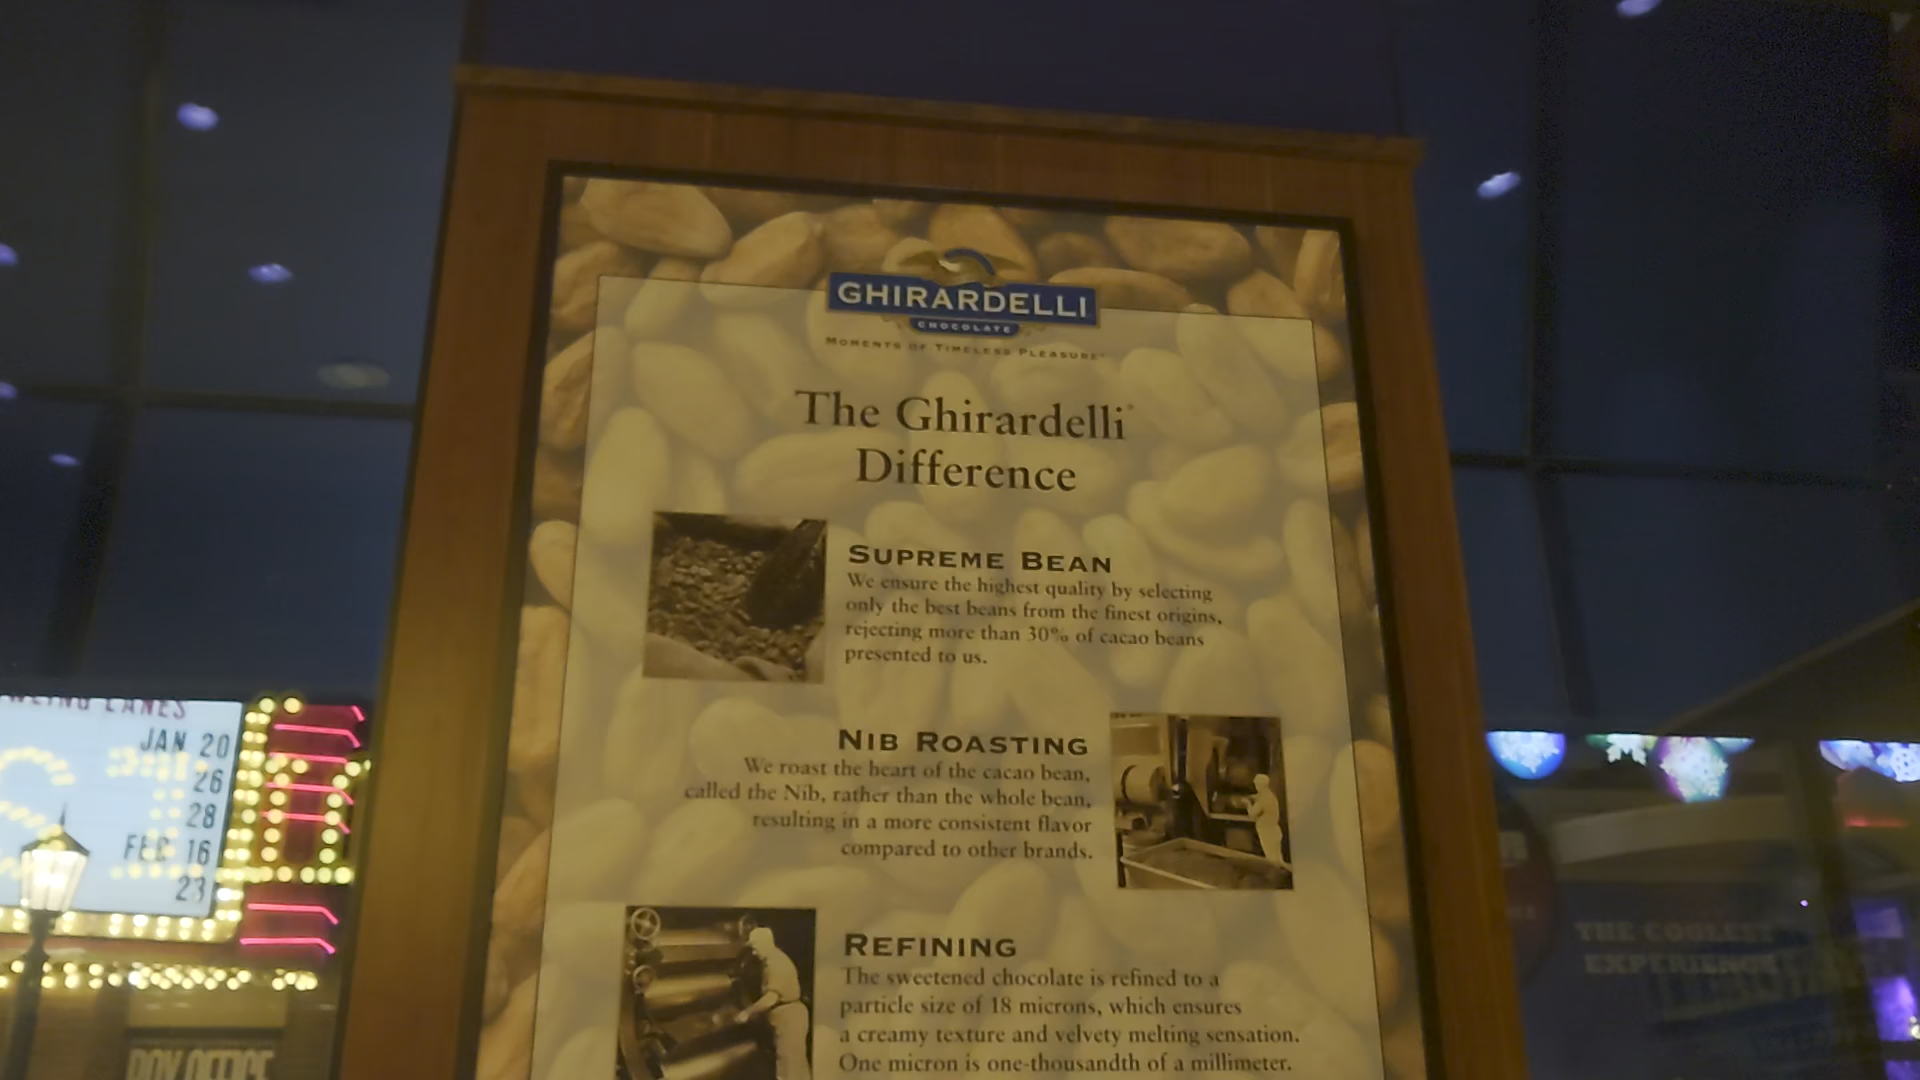 GHIRARDELLI
CHOCOLATE
MOMENTS OF TIMELESS PLEASURE
The Ghirardelli®
Difference
SUPREME BEAN
We ensure the highest quality by selecting
only the best beans from the finest origins,
rejecting more than 30% of cacao beans
presented to us.
NIB ROASTING
We roast the heart of the cacao bean,
called the Nib, rather than the whole bean,
resulting in a more consistent flavor
compared to other brands.
REFINING
The sweetened chocolate is refined to a
particle size of 18 microns, which ensures
a creamy texture and velvety melting sensation.
One micron is one-thousandth of a millimeter.
LANES
JAN 20
26
28
FEB 16
23
BOX OFFICE
THE COOLEST
EXPERIENCE